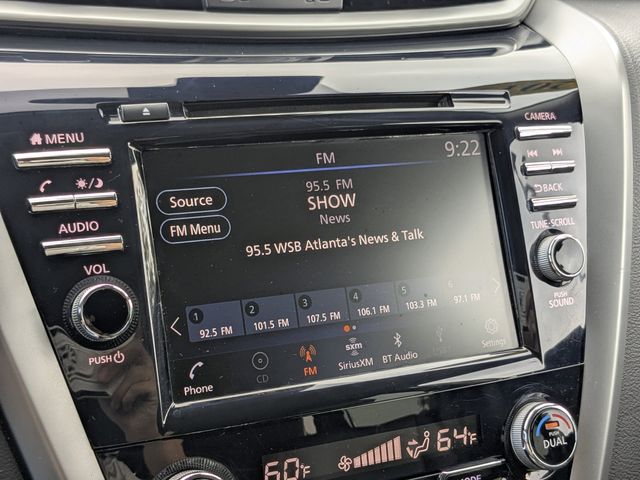 CAMERA
MENU
FM
9:22
95.5 FM
SHOW
News
Source
FM Menu
95.5 WSB Atlanta's News & Talk
BACK
TUNE·SCROLL
AUDIO
VOL
PUSH
PUSH
SOUND
1 2 3 4 5 6
92.5 FM 101.5 FM 107.5 FM 106.1 FM 103.3 FM 97.1 FM
Phone CD FM sxm SiriusXM BT Audio Settings
60°F 64°F
PUSH
DUAL